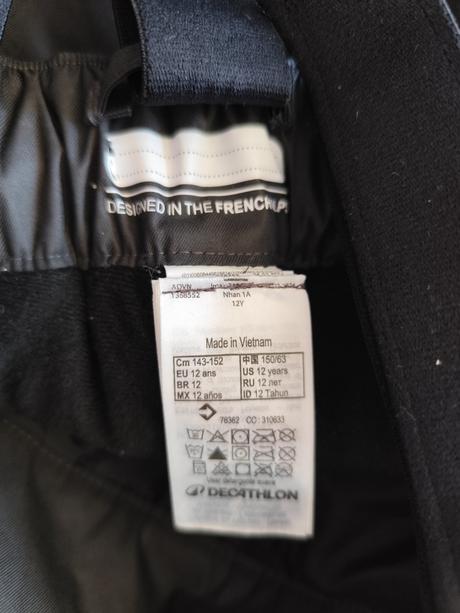 DESIGNED IN THE FRENCH ALPS
ADVN
1388552 Nhan 1A
12Y
Made in Vietnam
Cm 143-152 中国 150/63
EU 12 ans US 12 years
BR 12 RU 12 лет
MX 12 años ID 12 Tahun
78362 CC: 310633
DECATHLON